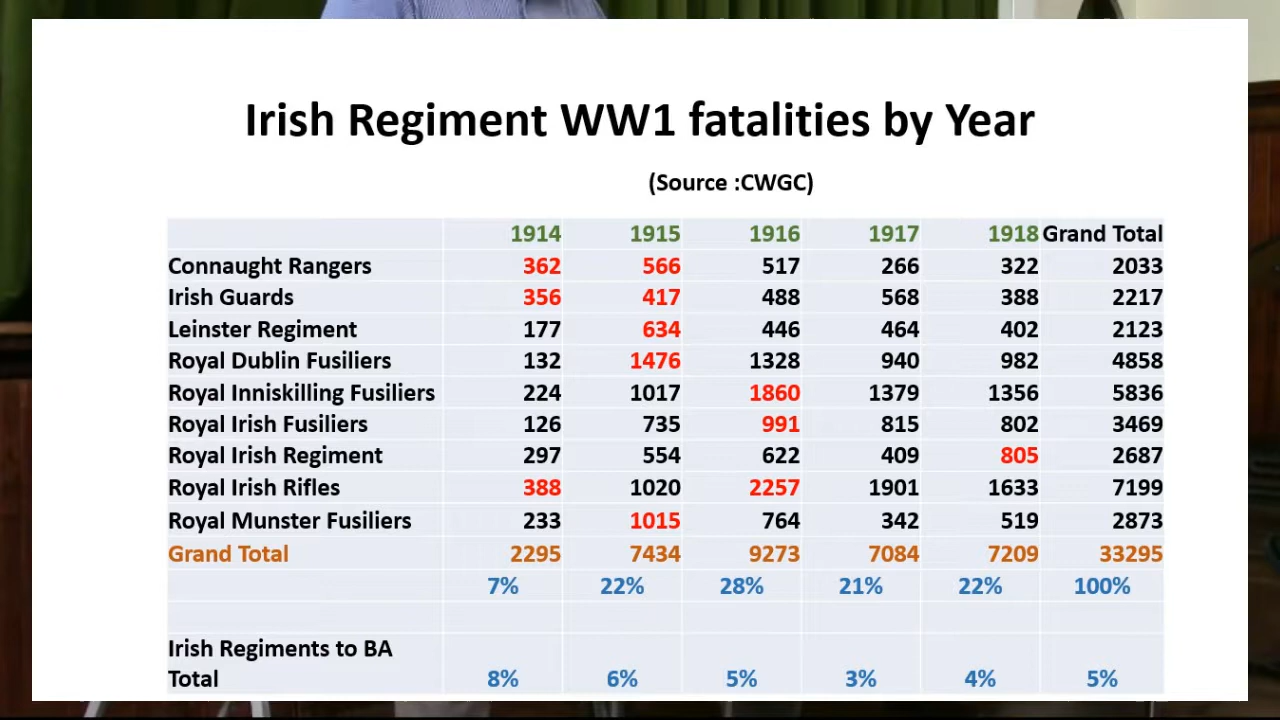 Irish Regiment WW1 fatalities by Year
(Source :CWGC)
1914 1915 1916 1917 1918 Grand Total
Connaught Rangers 362 566 517 266 322 2033
Irish Guards 356 417 488 568 388 2217
Leinster Regiment 177 634 446 464 402 2123
Royal Dublin Fusiliers 132 1476 1328 940 982 4858
Royal Inniskilling Fusiliers 224 1017 1860 1379 1356 5836
Royal Irish Fusiliers 126 735 991 815 802 3469
Royal Irish Regiment 297 554 622 409 805 2687
Royal Irish Rifles 388 1020 2257 1901 1633 7199
Royal Munster Fusiliers 233 1015 764 342 519 2873
Grand Total 2295 7434 9273 7084 7209 33295
7% 22% 28% 21% 22% 100%
Irish Regiments to BA
Total 8% 6% 5% 3% 4% 5%